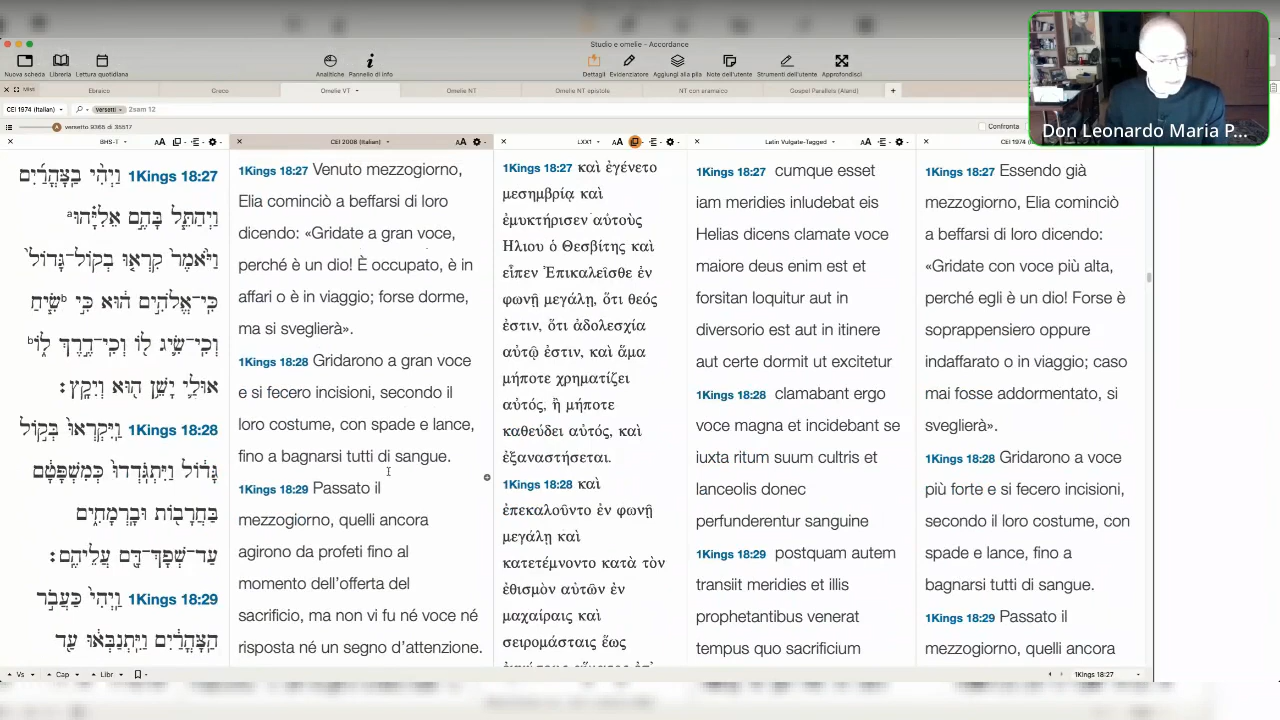 Studio e omelie - Accordance
Nuova scheda Libreria Lettura quotidiana Analitiche Pannello di info Dettagli Evidenziatore Aggiungi alla pila Note dell'utente Strumenti dell'utente Approfondisci
Don Leonardo Maria P...
Ebraico Greco Omelie VT Omelie NT Omelie NT epistole NT con aramaico Gospel Parallels (Aland)
CEI 1974 (Italian) versetti 2sam 12
versetto 9365 di 35517 Confronta
BHS-T
1Kings 18:27 וַיְהִ֨י בַֽצָּהֳרַ֜יִם
וַיְהַתֵּ֧ל בָּהֶ֣ם אֵלִיָּ֗הוּᵃ
וַיֹּ֙אמֶר֙ קִרְא֤וּ בְקוֹל־גָּדוֹל֙
כִּֽי־אֱלֹהִ֣ים ה֔וּא כִּ֣י ᵇשִׂ֧יחַ
וְכִֽי־שִׂ֛יג ל֖וֹ וְכִֽי־דֶ֣רֶךְ ל֑וֹᵇ
אוּלַ֛י יָשֵׁ֥ן ה֖וּא וְיִקָֽץ׃
1Kings 18:28 וַֽיִּקְרְאוּ֙ בְּק֣וֹל
גָּד֔וֹל וַיִּתְגֹּֽדְדוּ֙ כְּמִשְׁפָּטָ֔ם
בַּחֲרָב֖וֹת וּבָֽרְמָחִ֑ים
עַד־שְׁפָךְ־דָּ֖ם עֲלֵיהֶֽם׃
1Kings 18:29 וַֽיְהִי֙ כַּעֲבֹ֣ר
הַֽצָּהֳרַ֔יִם וַיִּֽתְנַבְּא֔וּ עַ֖ד
CEI 2008 (Italian)
1Kings 18:27 Venuto mezzogiorno,
Elia cominciò a beffarsi di loro
dicendo: «Gridate a gran voce,
perché è un dio! È occupato, è in
affari o è in viaggio; forse dorme,
ma si sveglierà».
1Kings 18:28 Gridarono a gran voce
e si fecero incisioni, secondo il
loro costume, con spade e lance,
fino a bagnarsi tutti di sangue.
1Kings 18:29 Passato il
mezzogiorno, quelli ancora
agirono da profeti fino al
momento dell'offerta del
sacrificio, ma non vi fu né voce né
risposta né un segno d'attenzione.
LXX1
1Kings 18:27 καὶ ἐγένετο
μεσημβρίᾳ καὶ
ἐμυκτήρισεν αὐτοὺς
Ηλιου ὁ Θεσβίτης καὶ
εἶπεν Ἐπικαλεῖσθε ἐν
φωνῇ μεγάλῃ, ὅτι θεός
ἐστιν, ὅτι ἀδολεσχία
αὐτῷ ἐστιν, καὶ ἅμα
μήποτε χρηματίζει
αὐτός, ἢ μήποτε
καθεύδει αὐτός, καὶ
ἐξαναστήσεται.
1Kings 18:28 καὶ
ἐπεκαλοῦντο ἐν φωνῇ
μεγάλῃ καὶ
κατετέμνοντο κατὰ τὸν
ἐθισμὸν αὐτῶν ἐν
μαχαίραις καὶ
σειρομάσταις ἕως
Latin Vulgate-Tagged
1Kings 18:27 cumque esset
iam meridies inludebat eis
Helias dicens clamate voce
maiore deus enim est et
forsitan loquitur aut in
diversorio est aut in itinere
aut certe dormit ut excitetur
1Kings 18:28 clamabant ergo
voce magna et incidebant se
iuxta ritum suum cultris et
lanceolis donec
perfunderentur sanguine
1Kings 18:29 postquam autem
transiit meridies et illis
prophetantibus venerat
tempus quo sacrificium
CEI 1974
1Kings 18:27 Essendo già
mezzogiorno, Elia cominciò
a beffarsi di loro dicendo:
«Gridate con voce più alta,
perché egli è un dio! Forse è
soprappensiero oppure
indaffarato o in viaggio; caso
mai fosse addormentato, si
sveglierà».
1Kings 18:28 Gridarono a voce
più forte e si fecero incisioni,
secondo il loro costume, con
spade e lance, fino a
bagnarsi tutti di sangue.
1Kings 18:29 Passato il
mezzogiorno, quelli ancora
Vs Cap Libr 1Kings 18:27